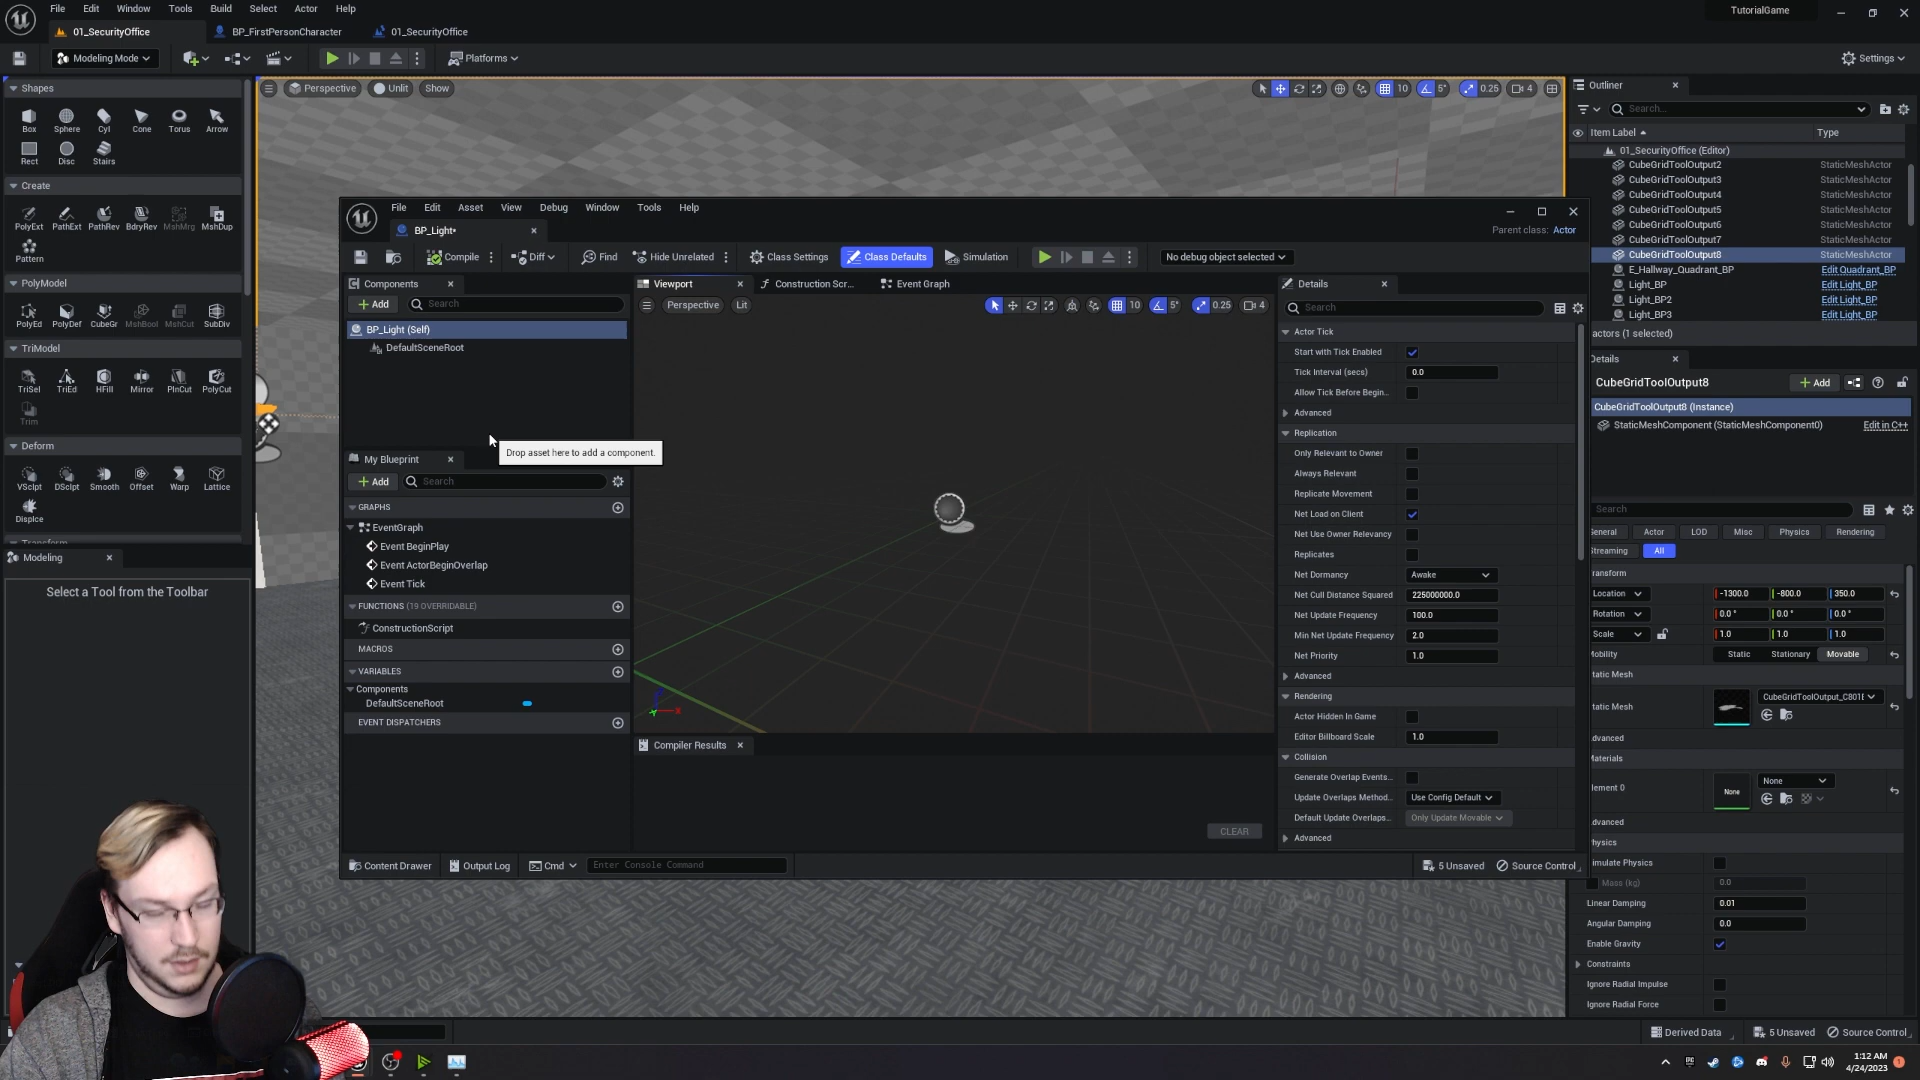 File Edit Window Tools Build Select Actor Help TutorialGame
01_SecurityOffice BP_FirstPersonCharacter 01_SecurityOffice
Modeling Mode Platforms Settings
Shapes
Box Sphere Cyl Cone Torus Arrow
Rect Disc Stairs
Create
PolyExt PathExt PathRev BdryRev MshMrg MshDup
Pattern
PolyModel
PolyEd PolyDef CubeGr MshBool MshCut SubDiv
TriModel
TriSel TriEd HFill Mirror PlnCut PolyCut
Trim
Deform
VSclpt DSclpt Smooth Offset Warp Lattice
Displce
Modeling
Select a Tool from the Toolbar
Perspective Unlit Show 10 5° 0.25 4
File Edit Asset View Debug Window Tools Help
BP_Light• Parent class: Actor
Compile Diff Find Hide Unrelated Class Settings Class Defaults Simulation No debug object selected
Components
Add Search
BP_Light (Self)
DefaultSceneRoot
Drop asset here to add a component.
My Blueprint
Add Search
GRAPHS
EventGraph
Event BeginPlay
Event ActorBeginOverlap
Event Tick
FUNCTIONS (19 OVERRIDABLE)
ConstructionScript
MACROS
VARIABLES
Components
DefaultSceneRoot
EVENT DISPATCHERS
Viewport Construction Scr... Event Graph
Perspective Lit 10 5° 0.25 4
Compiler Results
CLEAR
Details
Search
Actor Tick
Start with Tick Enabled
Tick Interval (secs) 0.0
Allow Tick Before Begin...
Advanced
Replication
Only Relevant to Owner
Always Relevant
Replicate Movement
Net Load on Client
Net Use Owner Relevancy
Replicates
Net Dormancy Awake
Net Cull Distance Squared 225000000.0
Net Update Frequency 100.0
Min Net Update Frequency 2.0
Net Priority 1.0
Advanced
Rendering
Actor Hidden In Game
Editor Billboard Scale 1.0
Collision
Generate Overlap Events...
Update Overlaps Method... Use Config Default
Default Update Overlaps... Only Update Movable
Advanced
Content Drawer Output Log Cmd Enter Console Command 5 Unsaved Source Control
Outliner
Search...
Item Label Type
01_SecurityOffice (Editor)
CubeGridToolOutput2 StaticMeshActor
CubeGridToolOutput3 StaticMeshActor
CubeGridToolOutput4 StaticMeshActor
CubeGridToolOutput5 StaticMeshActor
CubeGridToolOutput6 StaticMeshActor
CubeGridToolOutput7 StaticMeshActor
CubeGridToolOutput8 StaticMeshActor
E_Hallway_Quadrant_BP Edit Quadrant_BP
Light_BP Edit Light_BP
Light_BP2 Edit Light_BP
Light_BP3 Edit Light_BP
actors (1 selected)
Details
CubeGridToolOutput8 Add
CubeGridToolOutput8 (Instance)
StaticMeshComponent (StaticMeshComponent0) Edit in C++
Search
eneral Actor LOD Misc Physics Rendering
treaming All
ransform
Location -1300.0 -800.0 350.0
Rotation 0.0 ° 0.0 ° 0.0 °
Scale 1.0 1.0 1.0
Mobility Static Stationary Movable
tatic Mesh
tatic Mesh CubeGridToolOutput_C801E
dvanced
Materials
lement 0 None None
dvanced
hysics
imulate Physics
Mass (kg) 0.0
Linear Damping 0.01
Angular Damping 0.0
Enable Gravity
Constraints
Ignore Radial Impulse
Ignore Radial Force
Derived Data 5 Unsaved Source Control
1:12 AM
4/24/2023